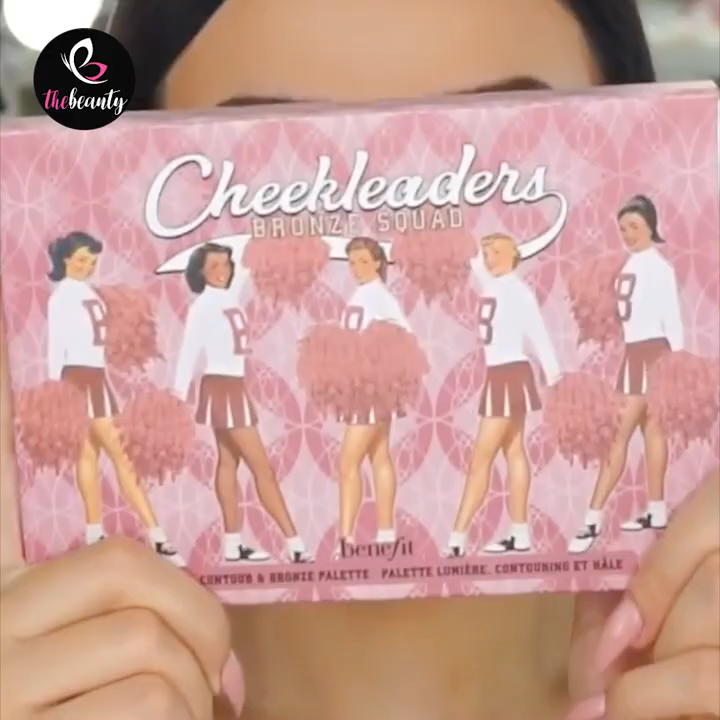 thebeauty
Cheekleaders
BRONZE SQUAD
B B B B
benefit
CONTOUR & BRONZE PALETTE PALETTE LUMIÈRE, CONTOURING ET HÂLE